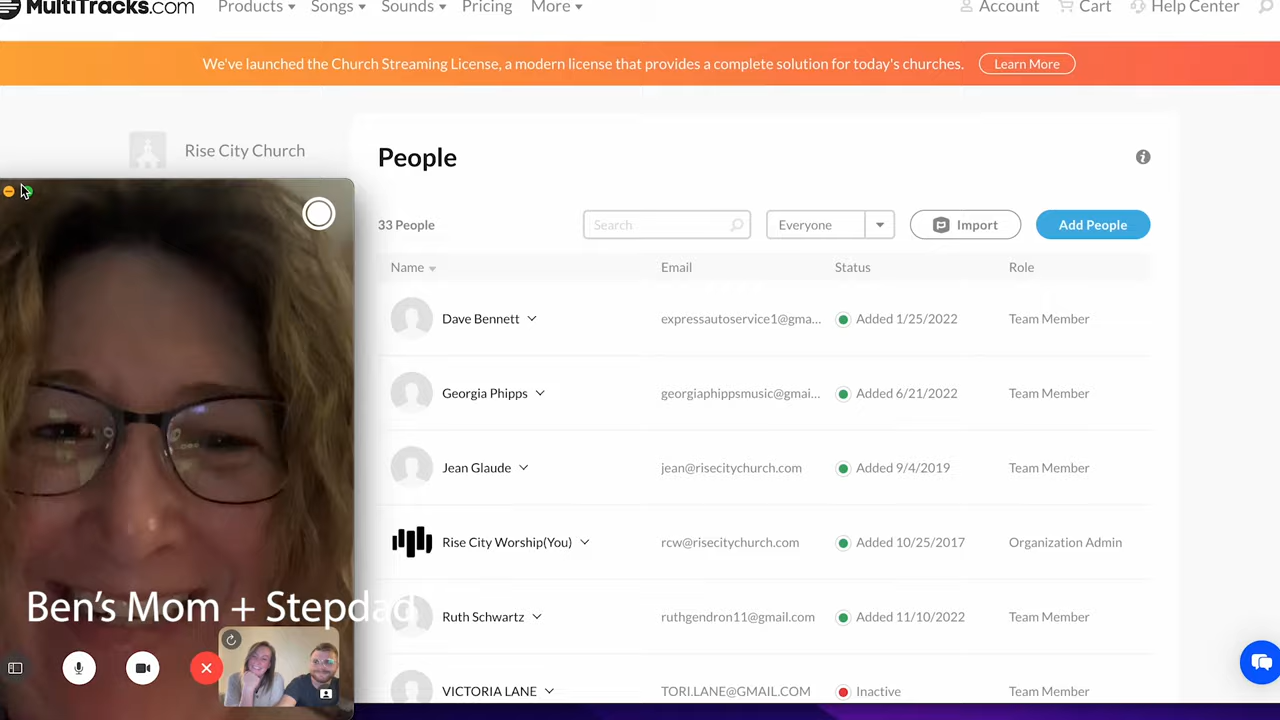 MultiTracks.com Products Songs Sounds Pricing More Account Cart Help Center
We've launched the Church Streaming License, a modern license that provides a complete solution for today's churches. Learn More
Rise City Church
People
33 People Search Everyone Import Add People
Name Email Status Role
Dave Bennett expressautoservice1@gma... Added 1/25/2022 Team Member
Georgia Phipps georgiaphippsmusic@gmai... Added 6/21/2022 Team Member
Jean Glaude jean@risecitychurch.com Added 9/4/2019 Team Member
Rise City Worship(You) rcw@risecitychurch.com Added 10/25/2017 Organization Admin
Ben's Mom + Stepdad
Ruth Schwartz ruthgendron11@gmail.com Added 11/10/2022 Team Member
VICTORIA LANE TORI.LANE@GMAIL.COM Inactive Team Member